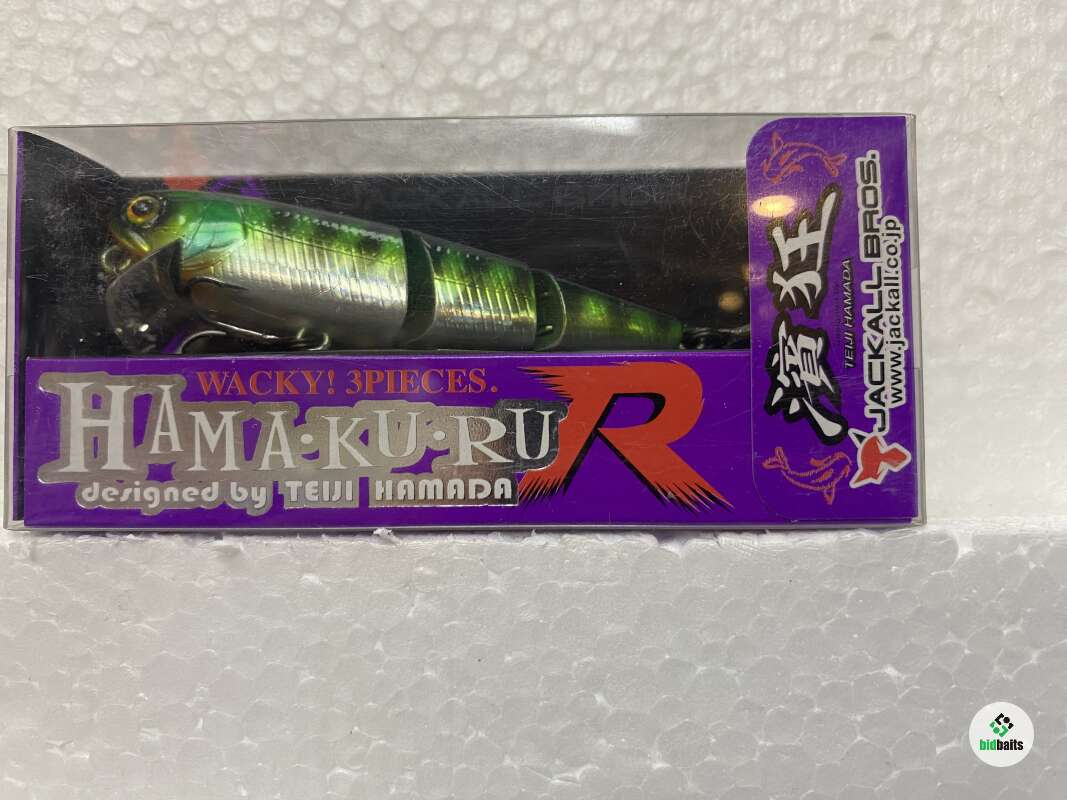 WACKY! 3PIECES.
HAMA·KU·RU R
designed by TEIJI HAMADA
濱狂
TEIJI HAMADA
JACKALL BROS.
www.jackall.co.jp
bidbaits